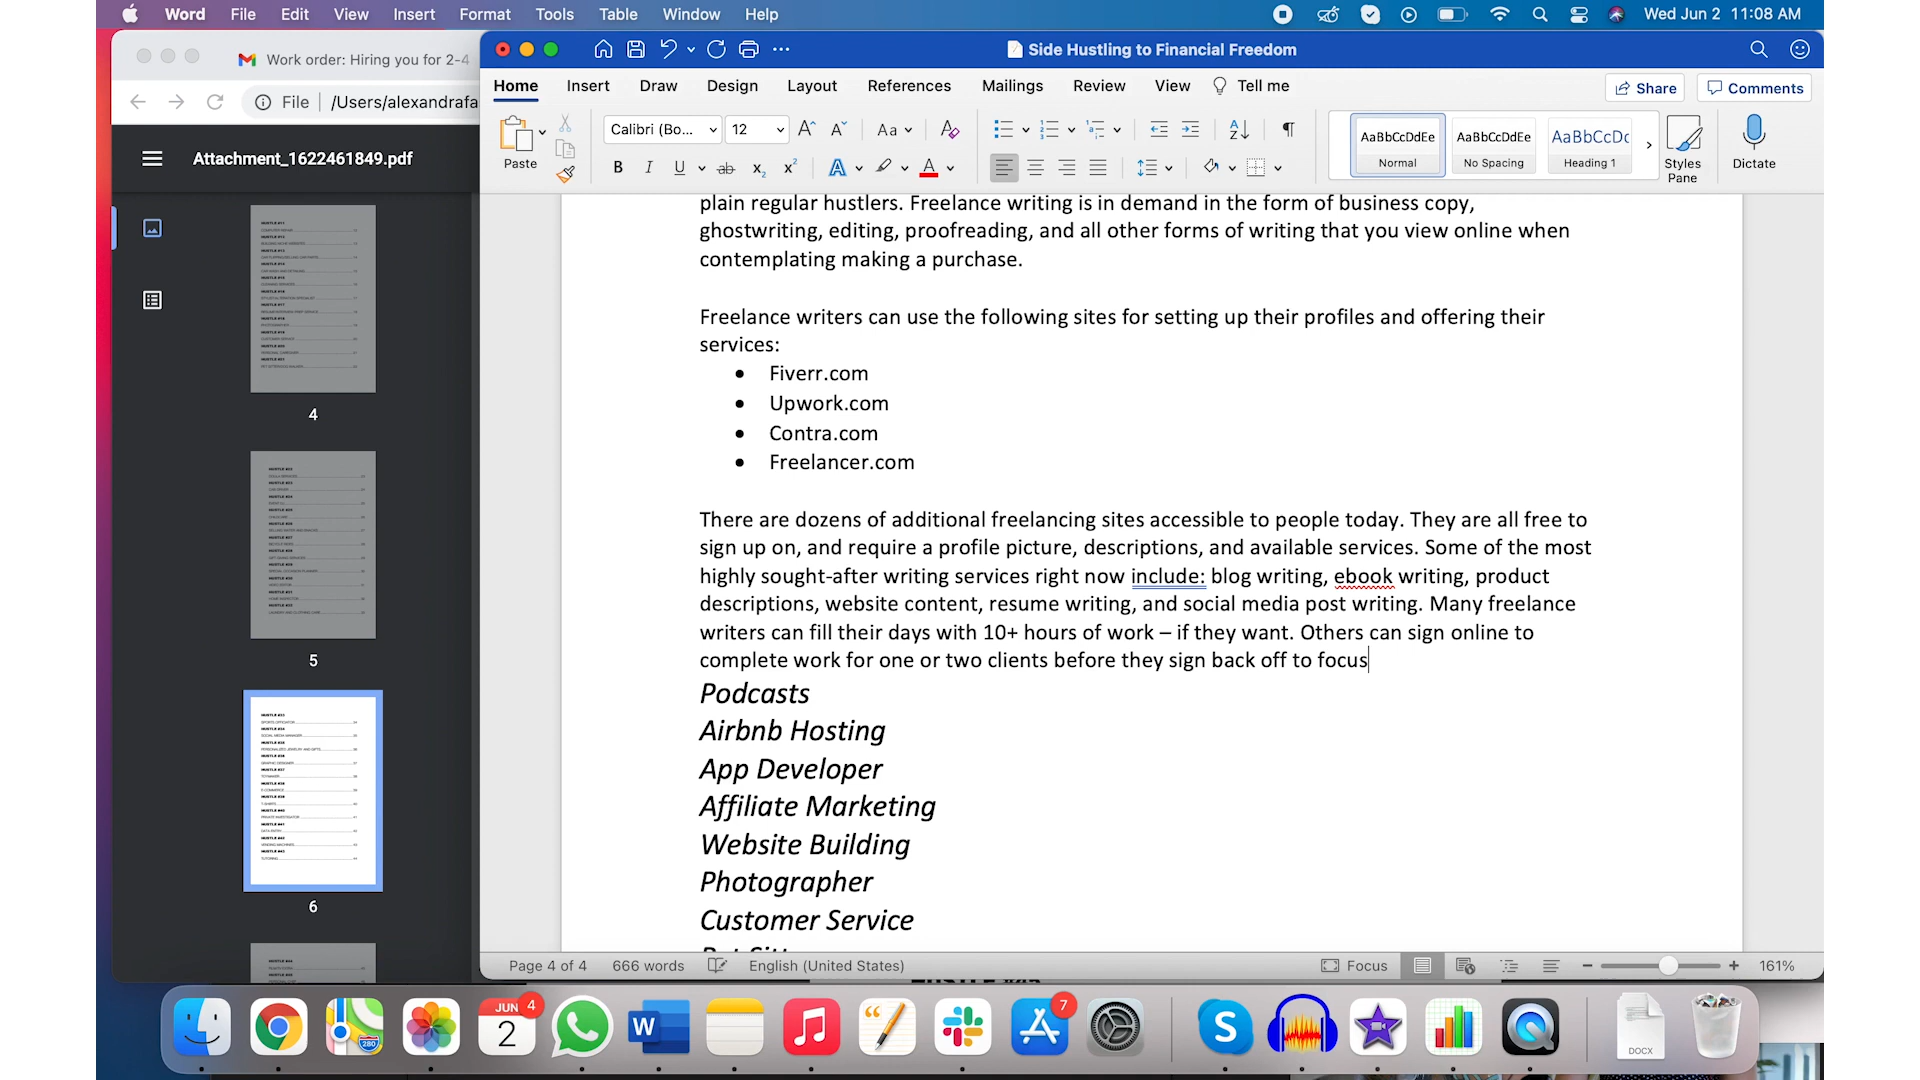 Word File Edit View Insert Format Tools Table Window Help Wed Jun 2 11:08 AM
Work order: Hiring you for 2-4
Side Hustling to Financial Freedom
File /Users/alexandrafa
Home Insert Draw Design Layout References Mailings Review View Tell me Share Comments
Attachment_1622461849.pdf
Paste Calibri (Bo... 12 Aa
AaBbCcDdEe AaBbCcDdEe AaBbCcDc
Normal No Spacing Heading 1 Styles Pane Dictate
4
5
6
plain regular hustlers. Freelance writing is in demand in the form of business copy,
ghostwriting, editing, proofreading, and all other forms of writing that you view online when
contemplating making a purchase.
Freelance writers can use the following sites for setting up their profiles and offering their
services:
• Fiverr.com
• Upwork.com
• Contra.com
• Freelancer.com
There are dozens of additional freelancing sites accessible to people today. They are all free to
sign up on, and require a profile picture, descriptions, and available services. Some of the most
highly sought-after writing services right now include: blog writing, ebook writing, product
descriptions, website content, resume writing, and social media post writing. Many freelance
writers can fill their days with 10+ hours of work – if they want. Others can sign online to
complete work for one or two clients before they sign back off to focus
Podcasts
Airbnb Hosting
App Developer
Affiliate Marketing
Website Building
Photographer
Customer Service
Page 4 of 4 666 words English (United States) Focus 161%
JUN 2 4
7
280
DOCX